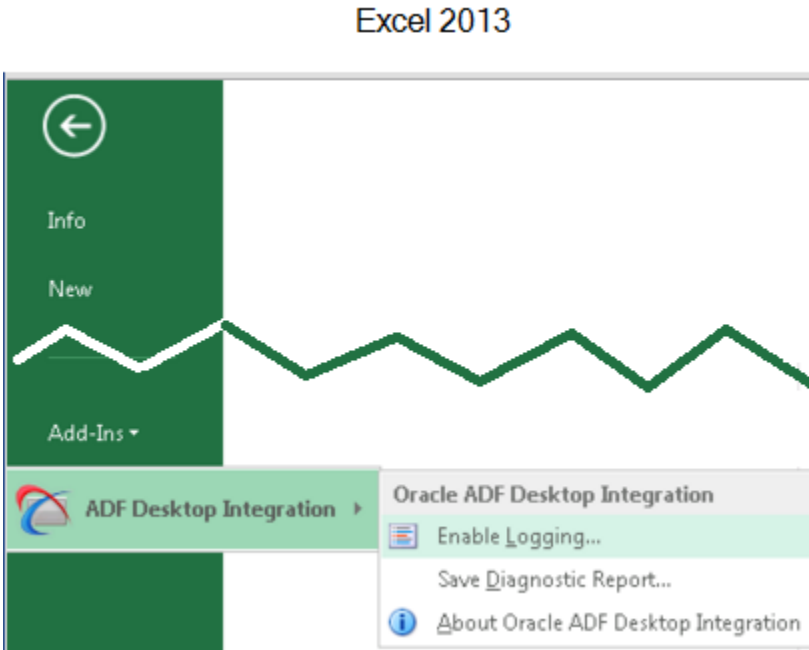 Excel 2013
Info
New
Add-Ins
ADF Desktop Integration
Oracle ADF Desktop Integration
Enable Logging...
Save Diagnostic Report...
About Oracle ADF Desktop Integration